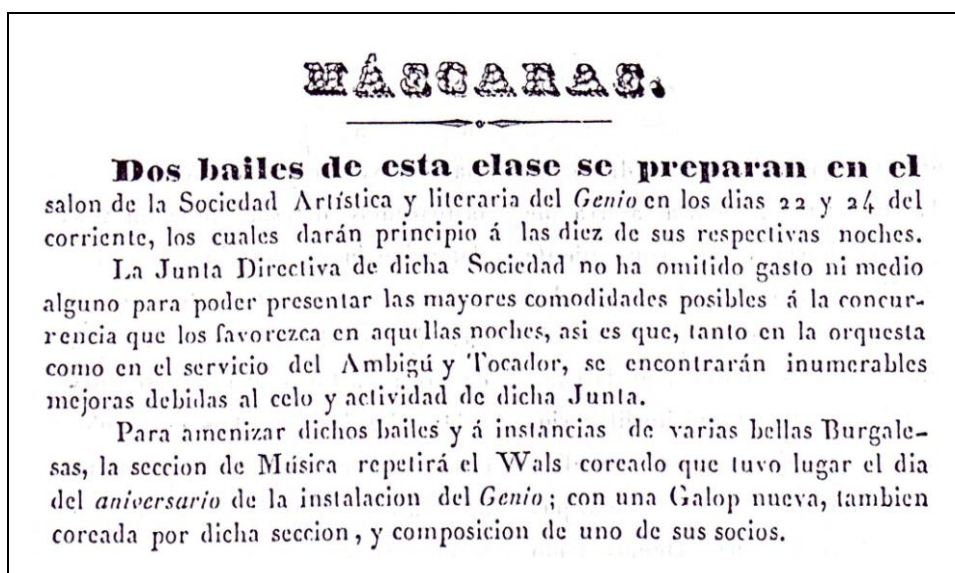 MÁSCARAS.
Dos bailes de esta clase se preparan en el
salon de la Sociedad Artística y literaria del Genio en los dias 22 y 24 del
corriente, los cuales darán principio á las diez de sus respectivas noches.
La Junta Directiva de dicha Sociedad no ha omitido gasto ni medio
alguno para poder presentar las mayores comodidades posibles á la concur-
rencia que los favorezca en aquellas noches, asi es que, tanto en la orquesta
como en el servicio del Ambigú y Tocador, se encontrarán inumerables
mejoras debidas al celo y actividad de dicha Junta.
Para amenizar dichos bailes y á instancias de varias bellas Burgale-
sas, la seccion de Música repetirá el Wals coreado que tuvo lugar el dia
del aniversario de la instalacion del Genio; con una Galop nueva, tambien
coreada por dicha seccion, y composicion de uno de sus socios.